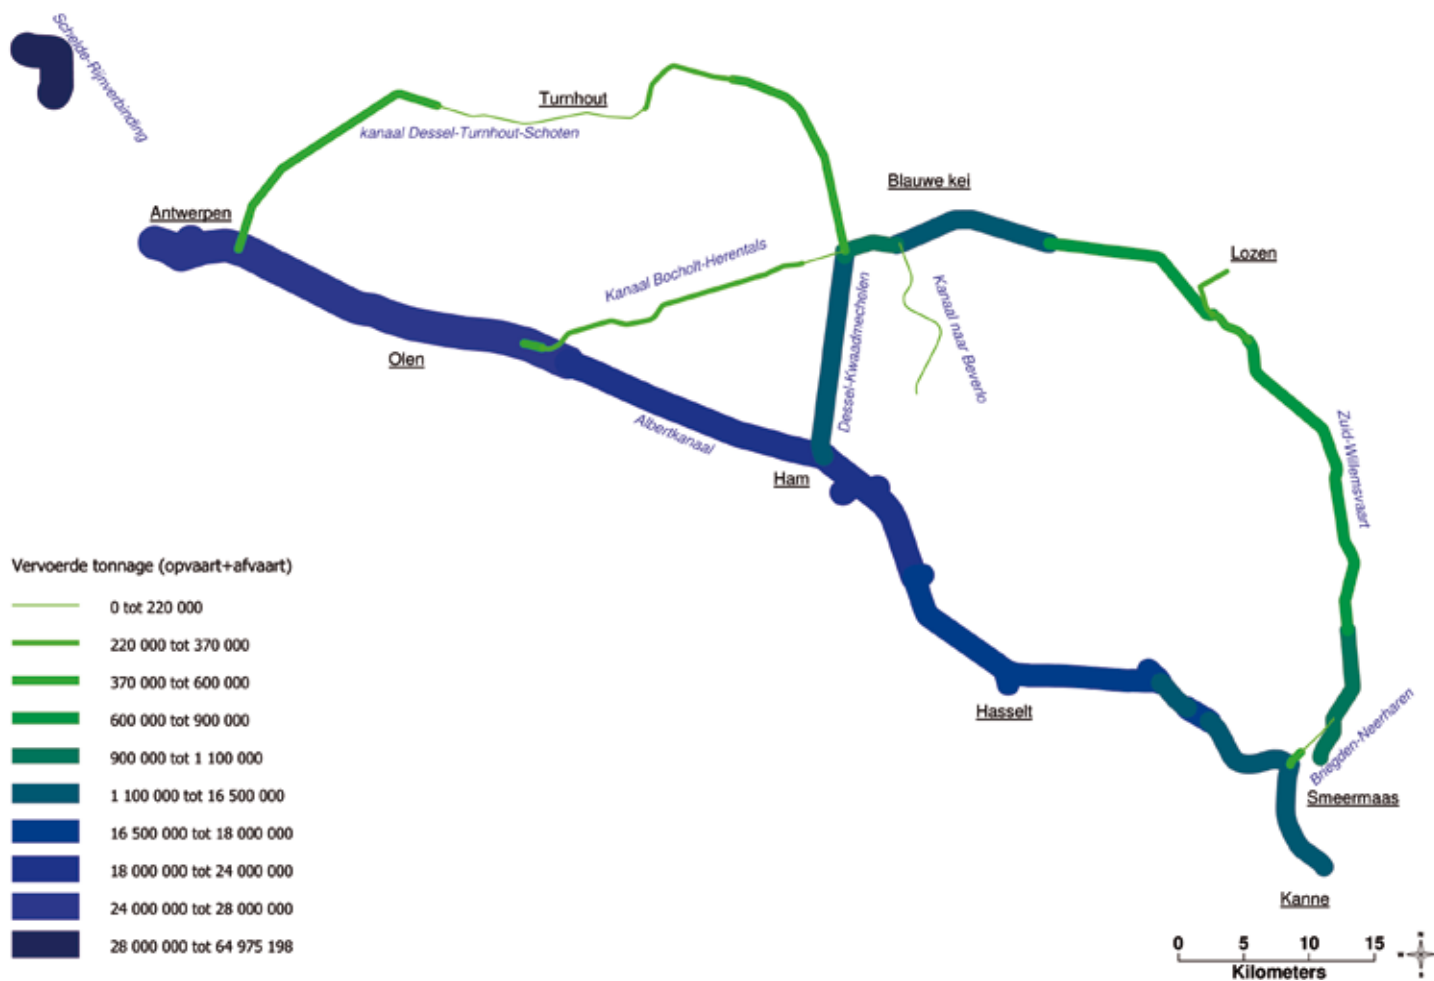 Schelde-Rijnverbinding
Turnhout
kanaal Dessel-Turnhout-Schoten
Blauwe kei
Antwerpen
Kanaal Bocholt-Herentals
Lozen
Dessel-Kwaadmechelen
Kanaal naar Beverlo
Olen
Albertkanaal
Zuid-Willemsvaart
Ham
Hasselt
Briegden-Neerharen
Smeermaas
Kanne
Vervoerde tonnage (opvaart+afvaart)
0 tot 220 000
220 000 tot 370 000
370 000 tot 600 000
600 000 tot 900 000
900 000 tot 1 100 000
1 100 000 tot 16 500 000
16 500 000 tot 18 000 000
18 000 000 tot 24 000 000
24 000 000 tot 28 000 000
28 000 000 tot 64 975 198
0 5 10 15
Kilometers